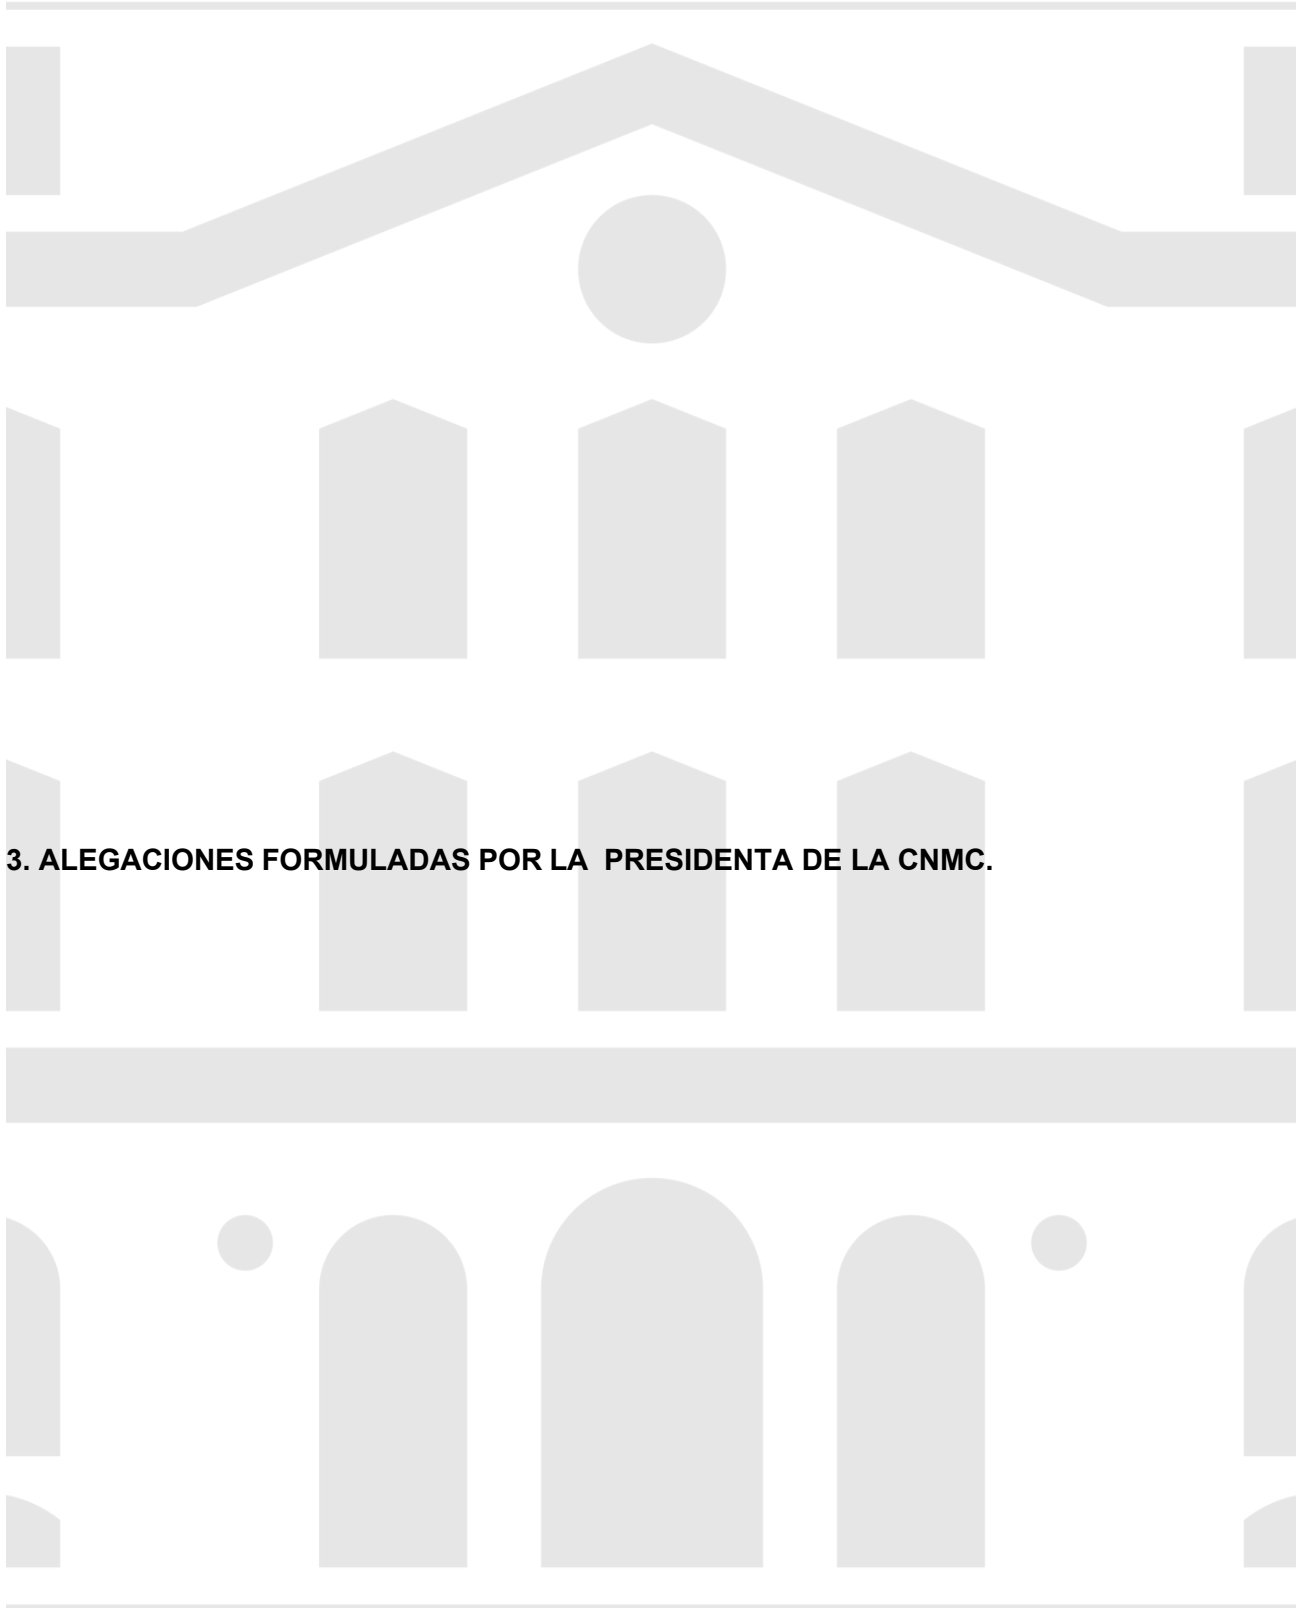 3. ALEGACIONES FORMULADAS POR LA PRESIDENTA DE LA CNMC.